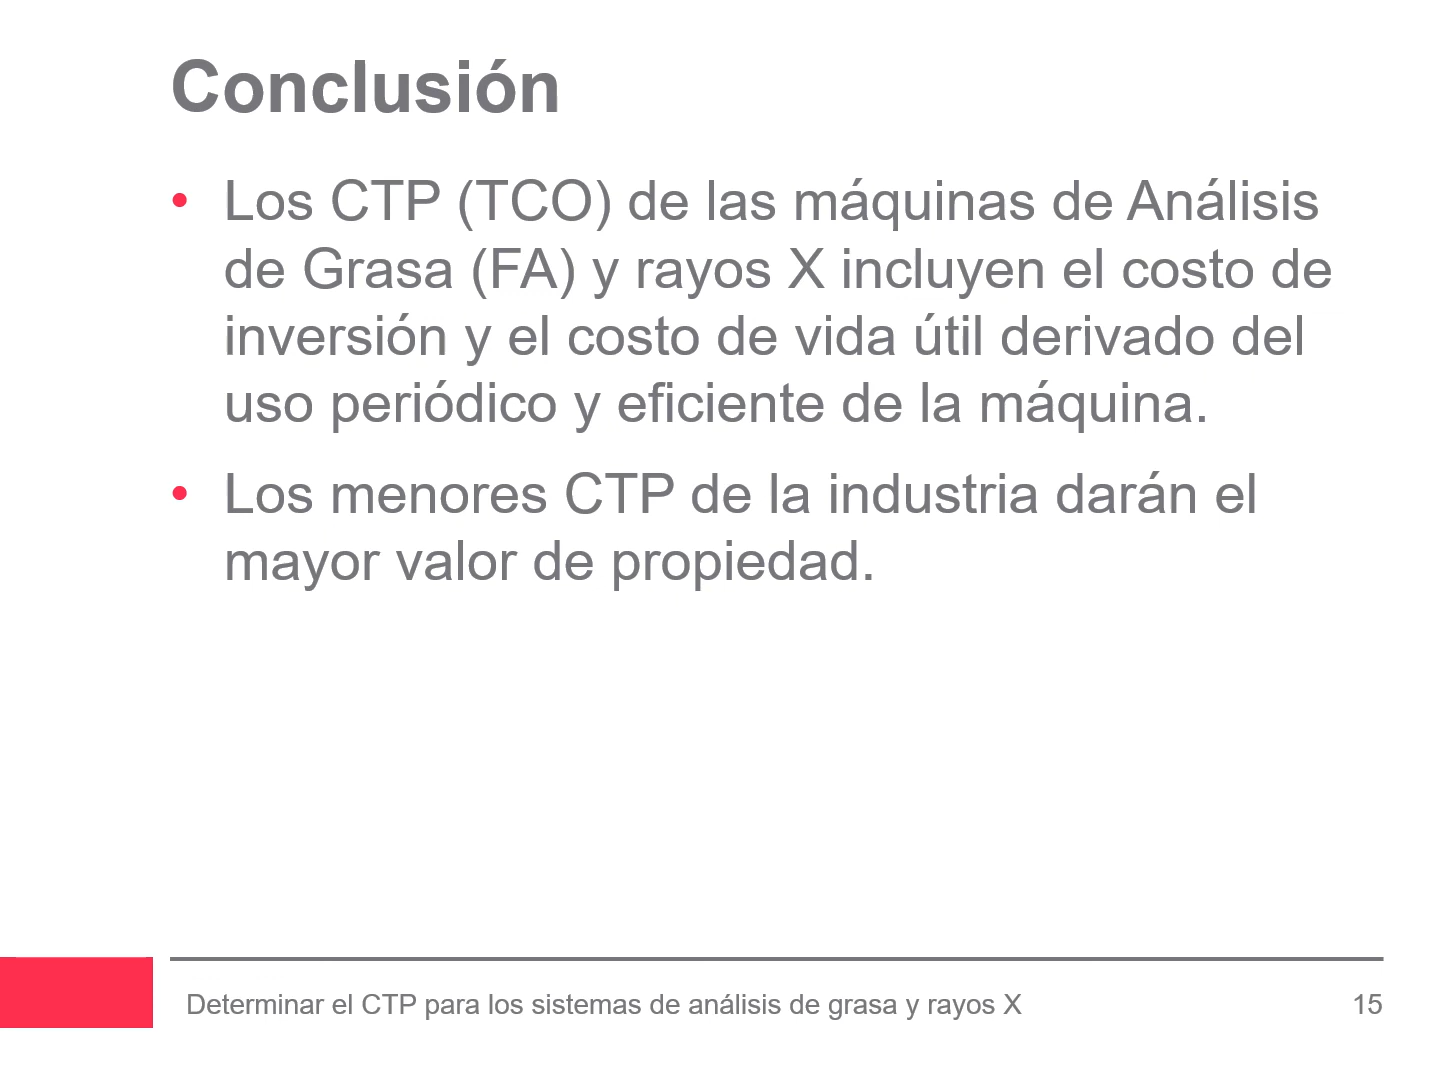 Conclusión
• Los CTP (TCO) de las máquinas de Análisis
de Grasa (FA) y rayos X incluyen el costo de
inversión y el costo de vida útil derivado del
uso periódico y eficiente de la máquina.
• Los menores CTP de la industria darán el
mayor valor de propiedad.
Determinar el CTP para los sistemas de análisis de grasa y rayos X
15